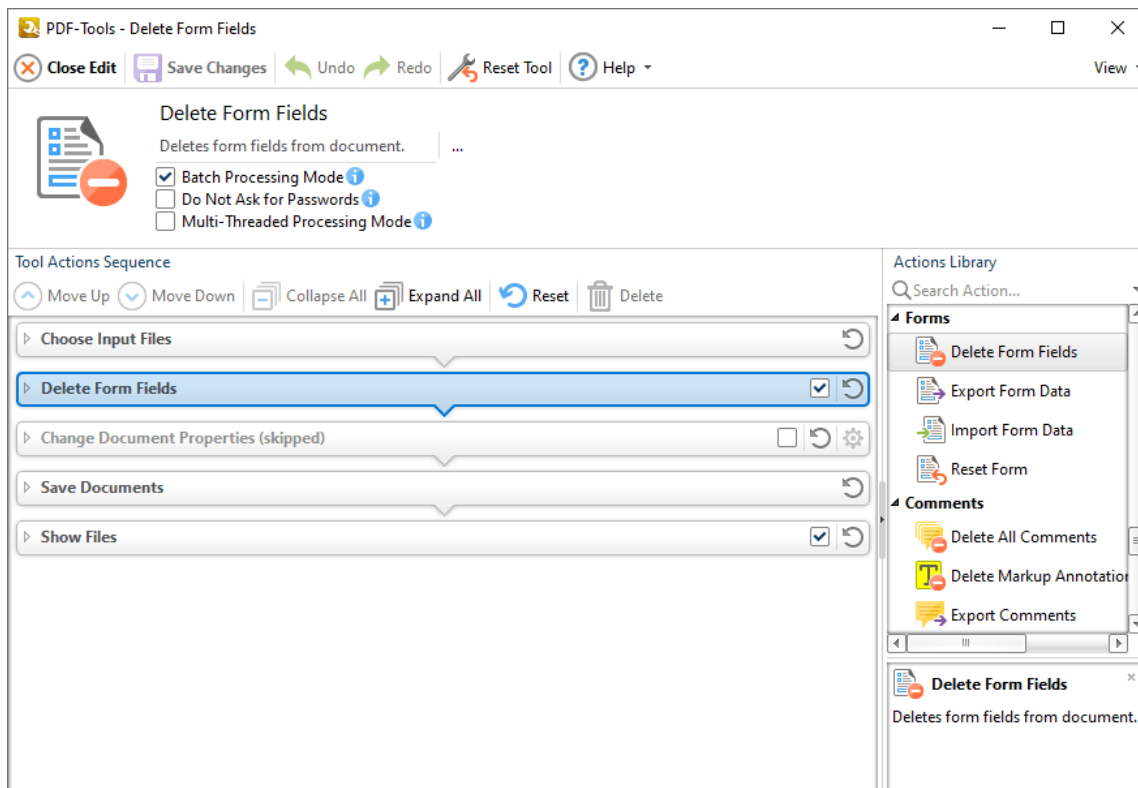 PDF-Tools - Delete Form Fields
Close Edit Save Changes Undo Redo Reset Tool Help View
Delete Form Fields
Deletes form fields from document. ...
Batch Processing Mode
Do Not Ask for Passwords
Multi-Threaded Processing Mode
Tool Actions Sequence
Move Up Move Down Collapse All Expand All Reset Delete
Choose Input Files
Delete Form Fields
Change Document Properties (skipped)
Save Documents
Show Files
Actions Library
Search Action...
Forms
Delete Form Fields
Export Form Data
Import Form Data
Reset Form
Comments
Delete All Comments
Delete Markup Annotation
Export Comments
Delete Form Fields
Deletes form fields from document.